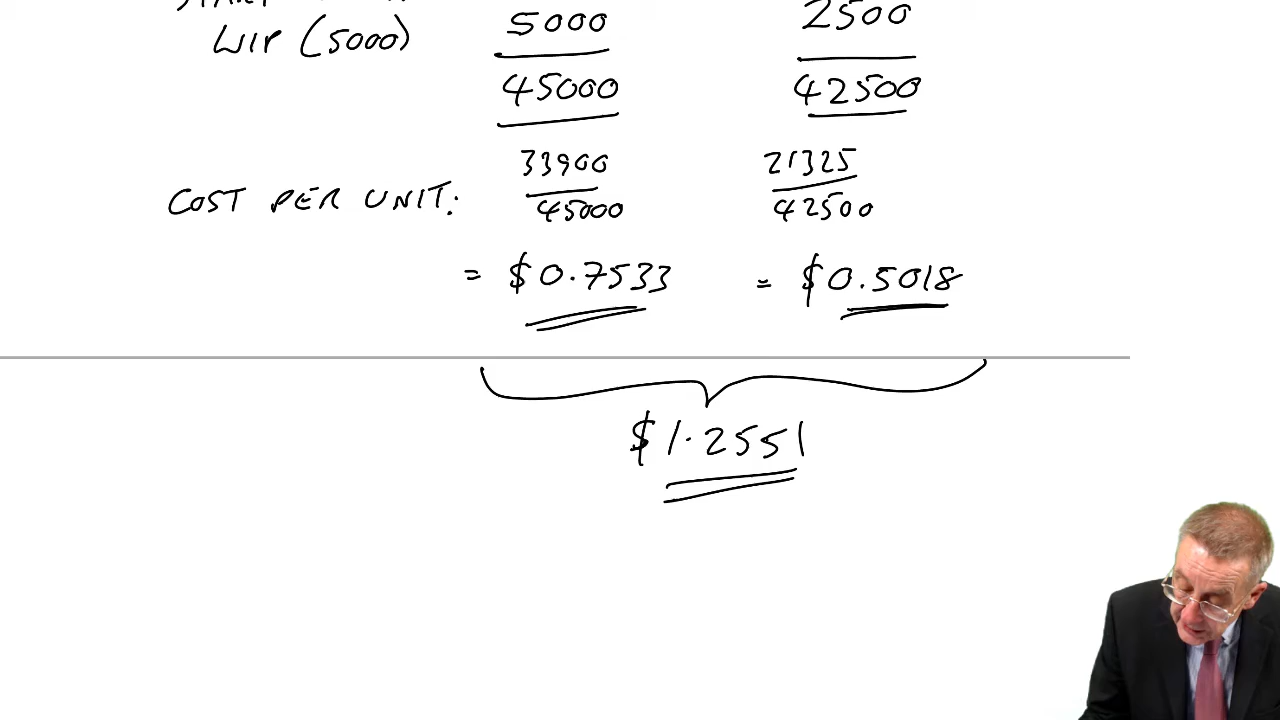 5000 2500
WIP (5000)
45000 42500
33900 21325
COST PER UNIT: 45000 42500
= $0.7533 = $0.5018
$1.2551